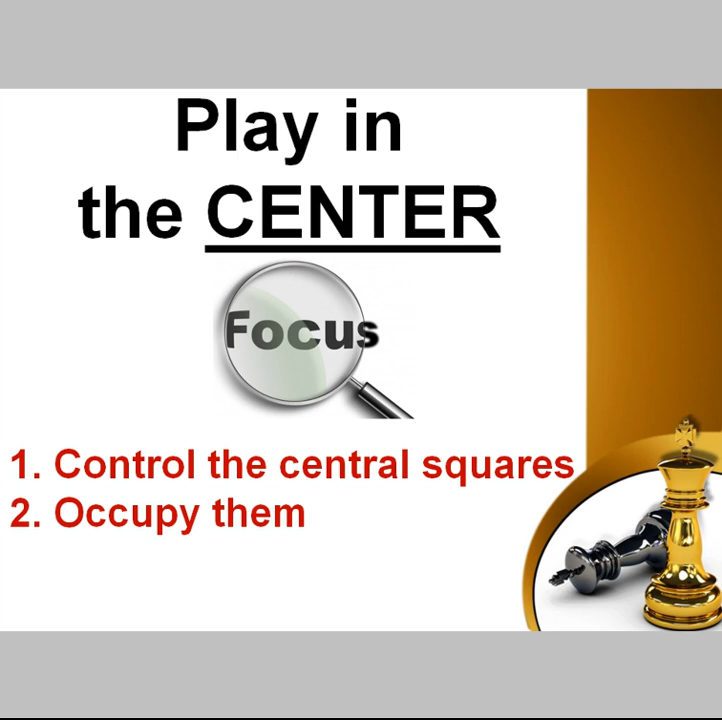 Play in
the CENTER
Focus
1. Control the central squares
2. Occupy them